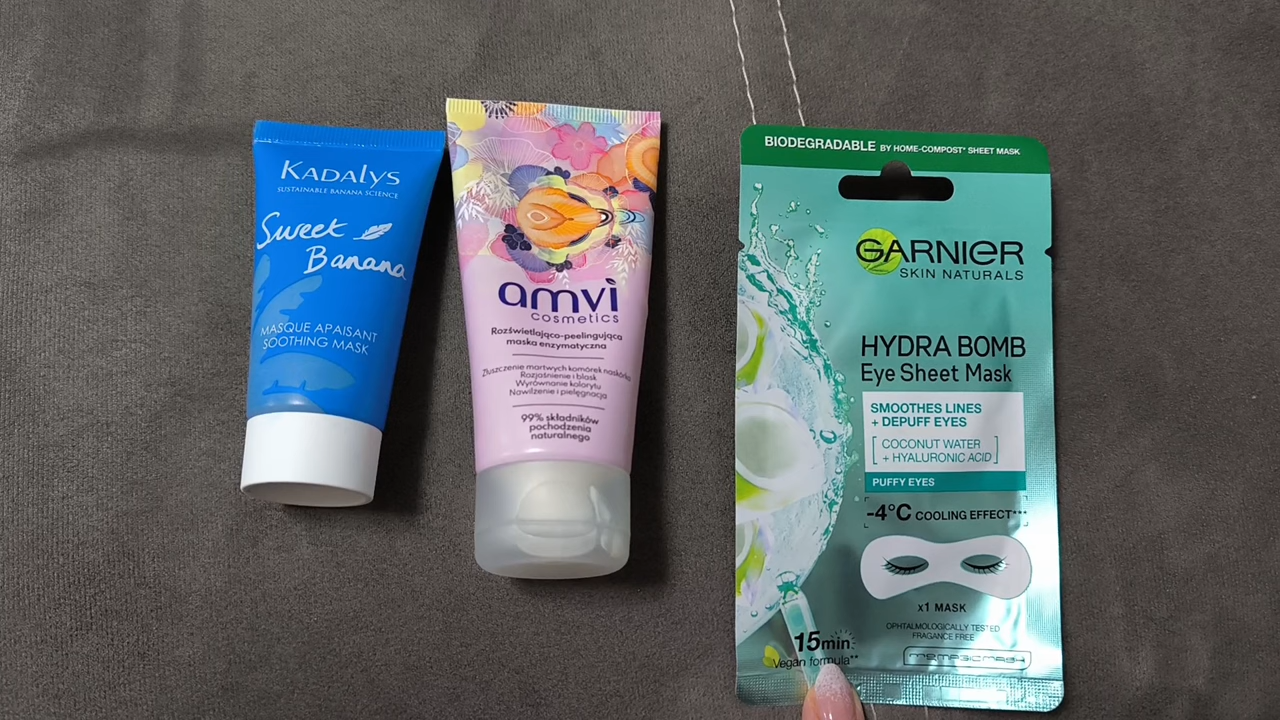 KADALYS
SUSTAINABLE BANANA SCIENCE
Sweet
Banana
MASQUE APAISANT
SOOTHING MASK
amvi
cosmetics
Rozświetlająco-peelingująca
maska enzymatyczna
Złuszczenie martwych komórek naskórka
Rozjaśnienie i blask
Wyrównanie kolorytu
Nawilżenie i pielęgnacja
99% składników
pochodzenia
naturalnego
BIODEGRADABLE BY HOME-COMPOST* SHEET MASK
GARNIER
SKIN NATURALS
HYDRA BOMB
Eye Sheet Mask
SMOOTHES LINES
+ DEPUFF EYES
[ COCONUT WATER
+ HYALURONIC ACID ]
PUFFY EYES
-4°C COOLING EFFECT***
x1 MASK
OPHTALMOLOGICALLY TESTED
FRAGANCE FREE
15min
Vegan formula**